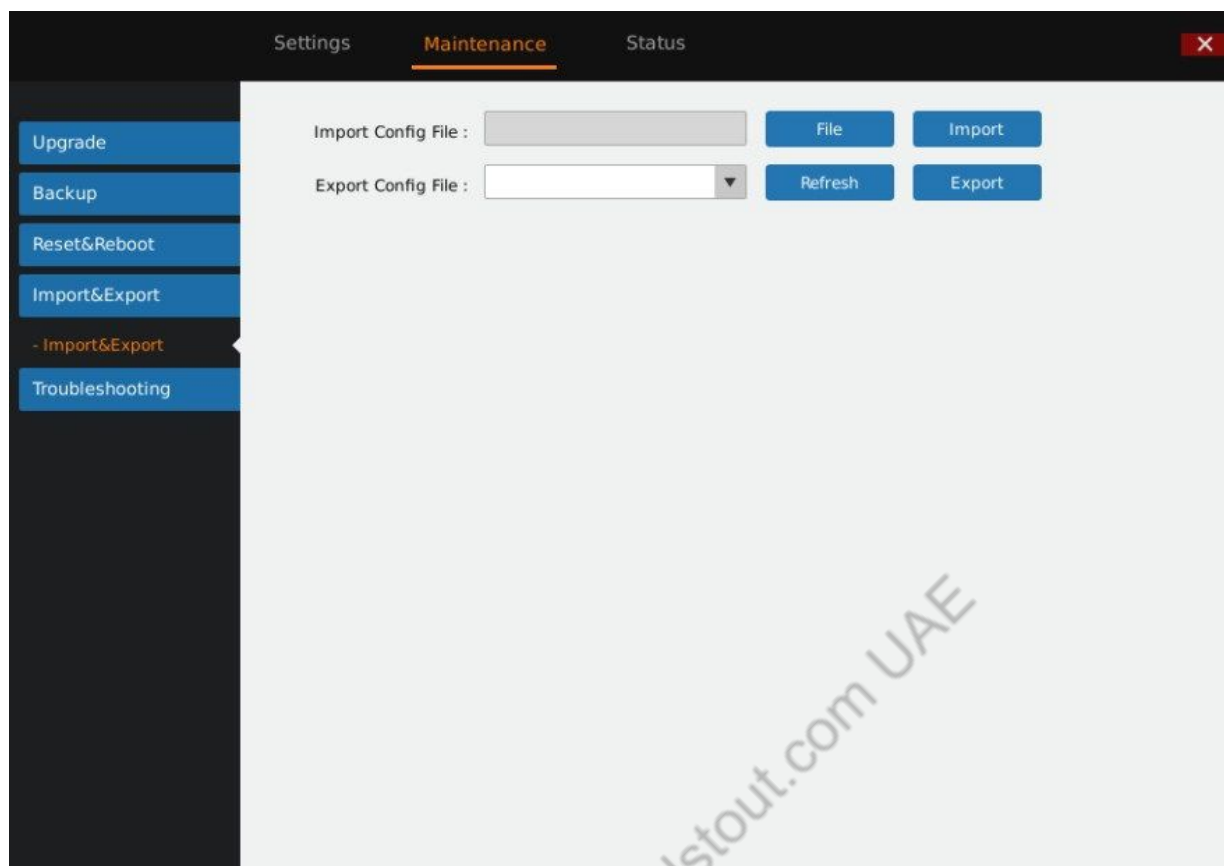 Settings Maintenance Status
Upgrade
Backup
Reset&Reboot
Import&Export
- Import&Export
Troubleshooting
Import Config File : File Import
Export Config File : Refresh Export
stout.com UAE